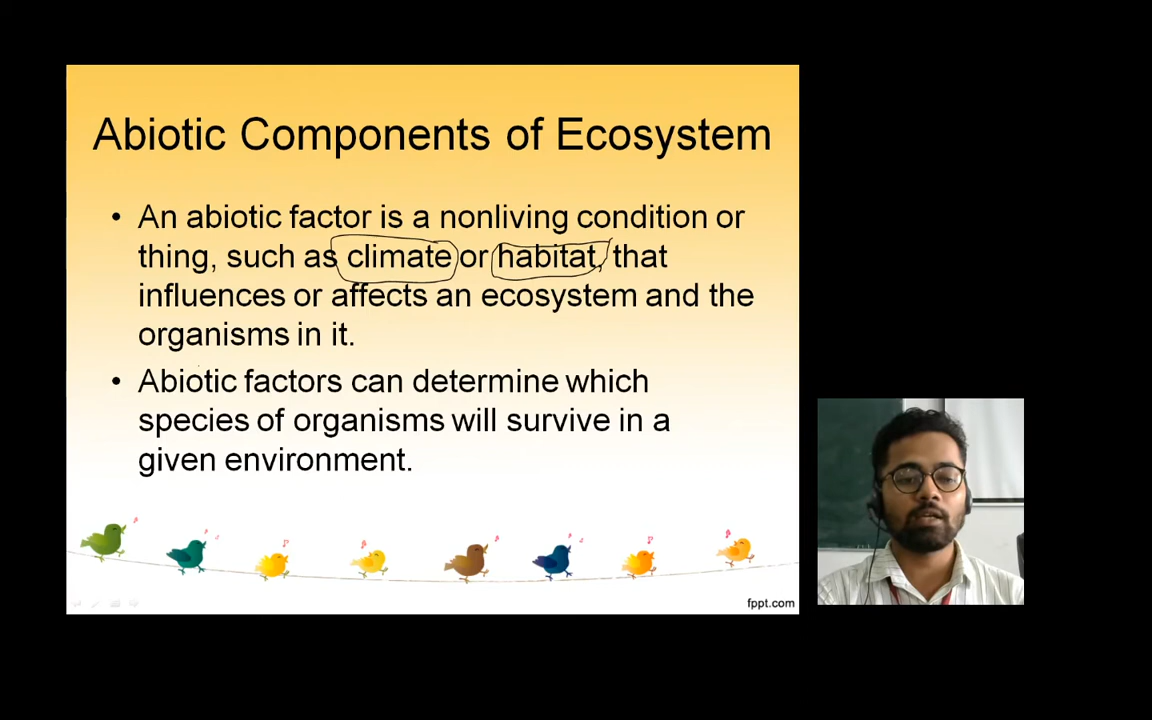 Abiotic Components of Ecosystem
• An abiotic factor is a nonliving condition or
thing, such as climate or habitat, that
influences or affects an ecosystem and the
organisms in it.
• Abiotic factors can determine which
species of organisms will survive in a
given environment.
fppt.com